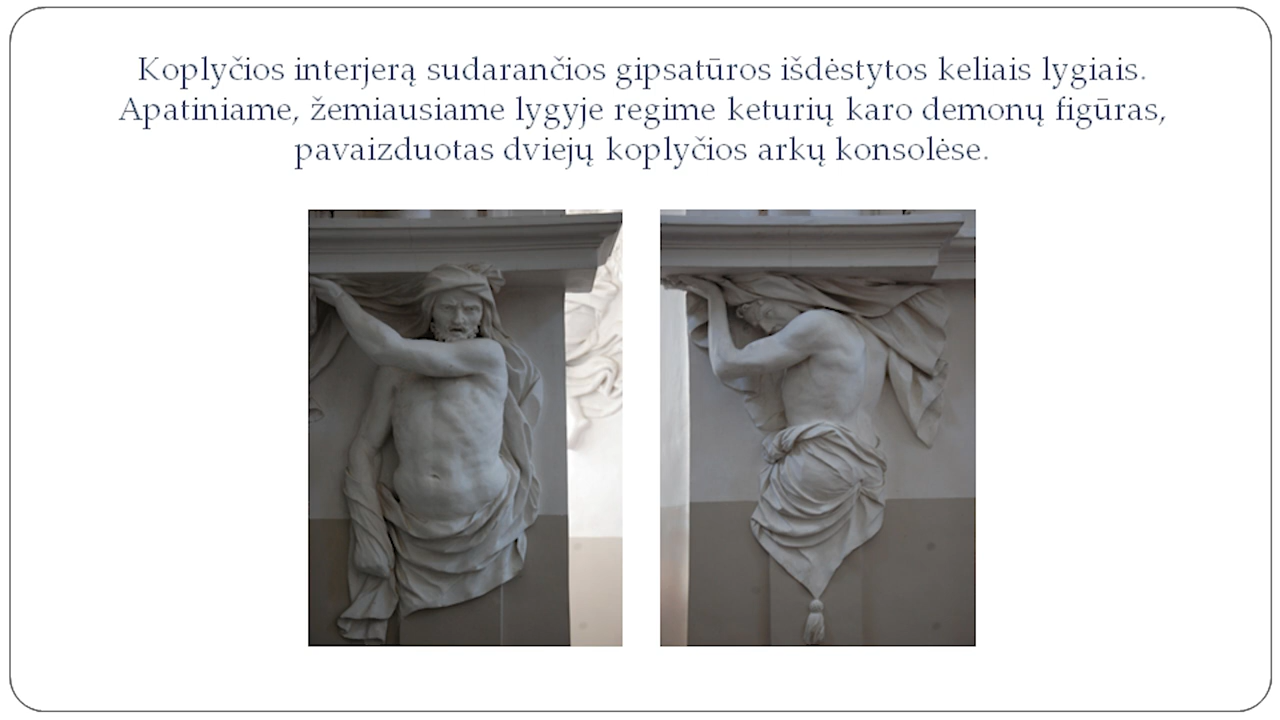 Koplyčios interjerą sudarančios gipsatūros išdėstytos keliais lygiais.
Apatiniame, žemiausiame lygyje regime keturių karo demonų figūras,
pavaizduotas dviejų koplyčios arkų konsolėse.